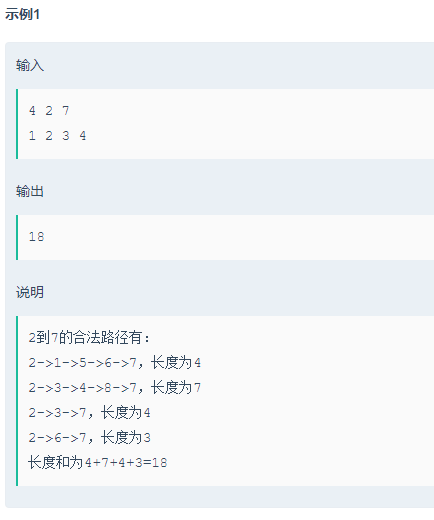 示例1
输入
4 2 7
1 2 3 4
输出
18
说明
2到7的合法路径有：
2->1->5->6->7，长度为4
2->3->4->8->7，长度为7
2->3->7，长度为4
2->6->7，长度为3
长度和为4+7+4+3=18